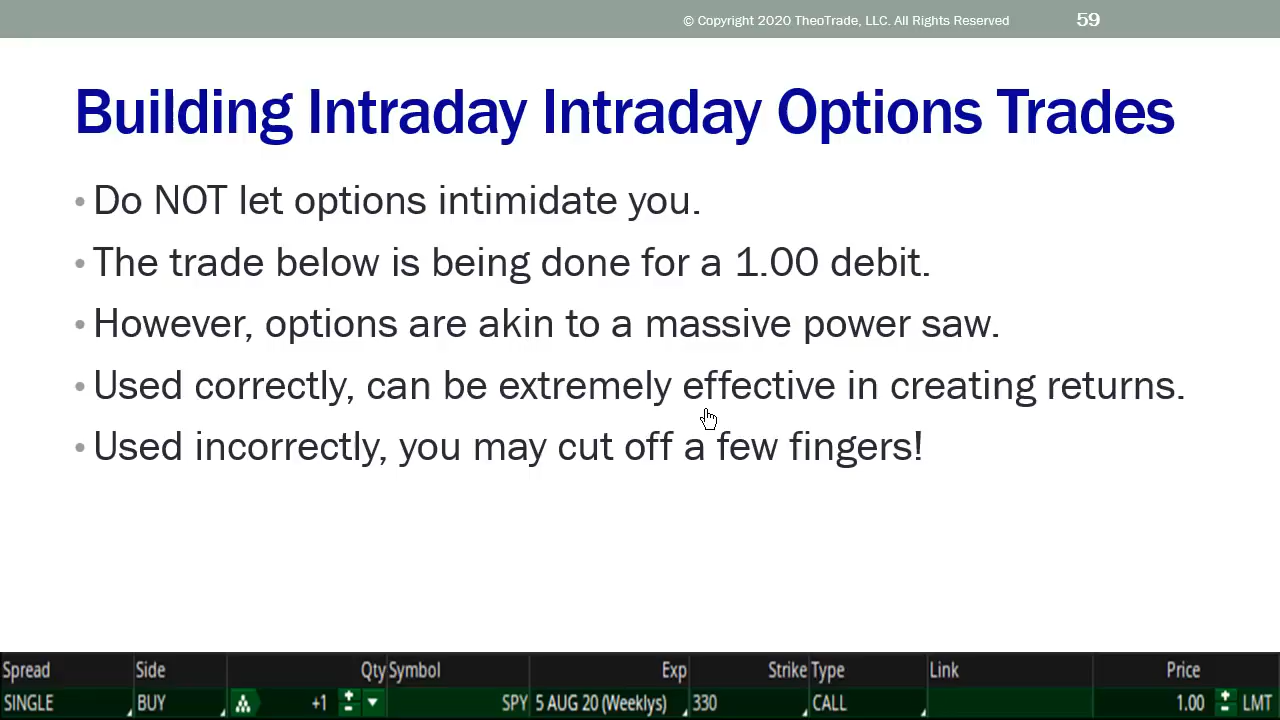 © Copyright 2020 TheoTrade, LLC. All Rights Reserved 59
Building Intraday Intraday Options Trades
• Do NOT let options intimidate you.
• The trade below is being done for a 1.00 debit.
• However, options are akin to a massive power saw.
• Used correctly, can be extremely effective in creating returns.
• Used incorrectly, you may cut off a few fingers!
Spread Side Qty Symbol Exp Strike Type Link Price
SINGLE BUY +1 SPY 5 AUG 20 (Weeklys) 330 CALL 1.00 LMT